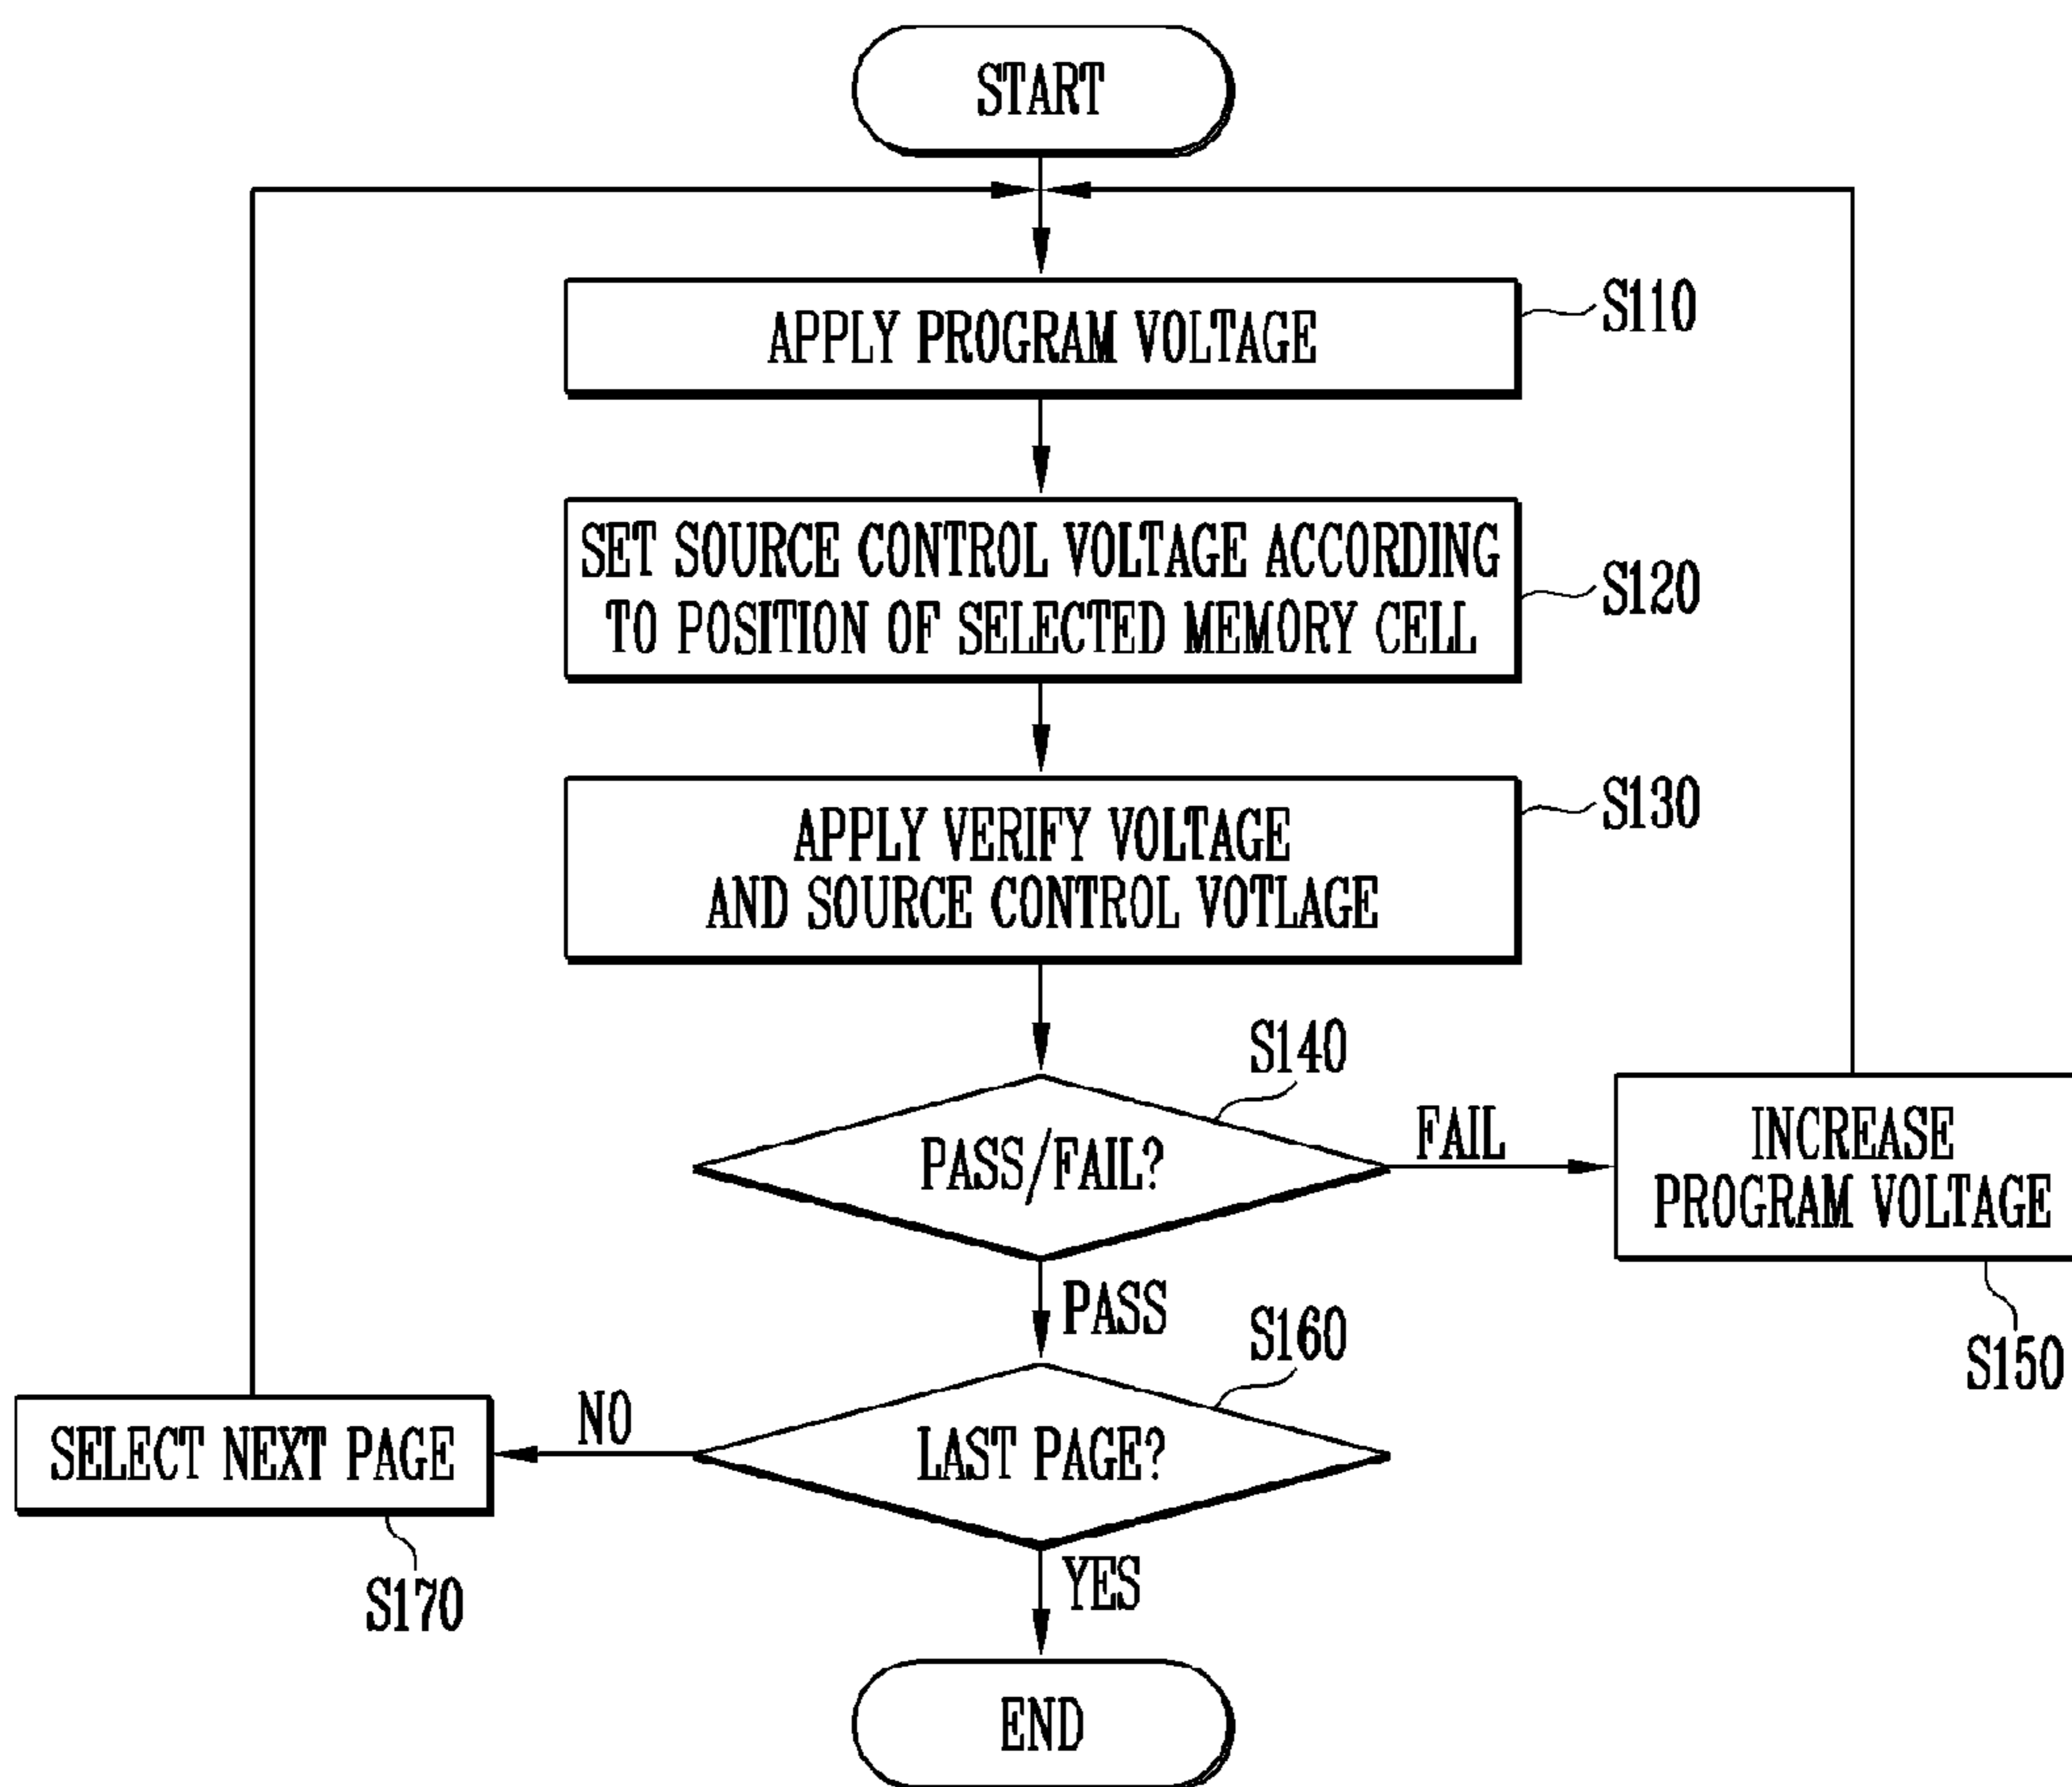 START
APPLY PROGRAM VOLTAGE
S110
SET SOURCE CONTROL VOLTAGE ACCORDING
TO POSITION OF SELECTED MEMORY CELL
S120
APPLY VERIFY VOLTAGE
AND SOURCE CONTROL VOTLAGE
S130
S140
PASS/FAIL?
FAIL
INCREASE
PROGRAM VOLTAGE
S150
PASS
S160
LAST PAGE?
NO
SELECT NEXT PAGE
S170
YES
END